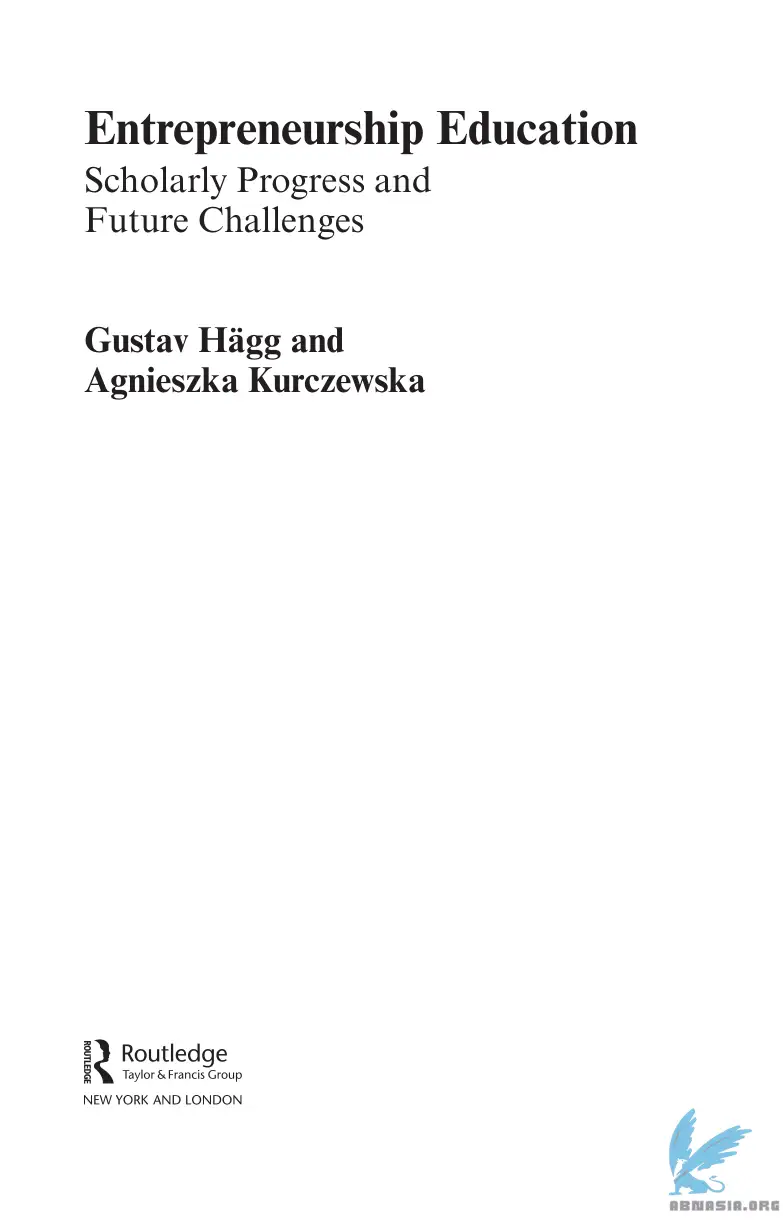 Entrepreneurship Education
Scholarly Progress and
Future Challenges
Gustav Hägg and
Agnieszka Kurczewska
ROUTLEDGE
Routledge
Taylor & Francis Group
NEW YORK AND LONDON
ABNASIA.ORG